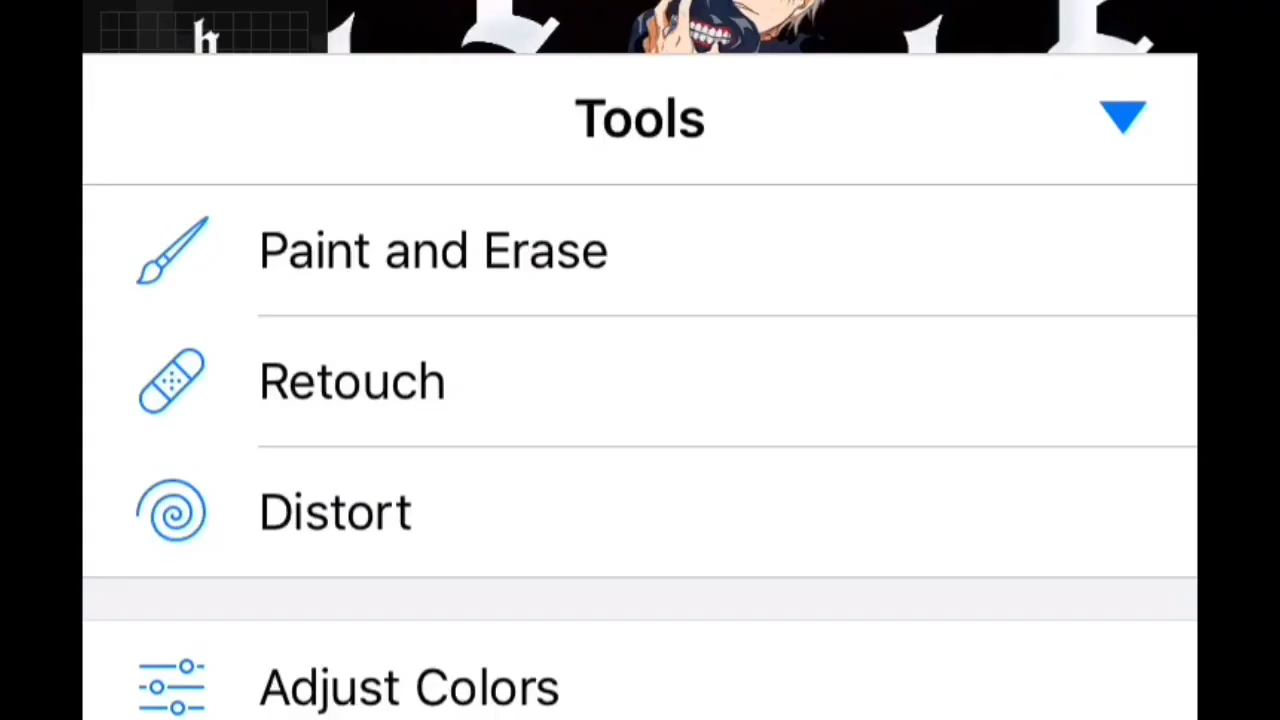 h
Tools
Paint and Erase
Retouch
Distort
Adjust Colors